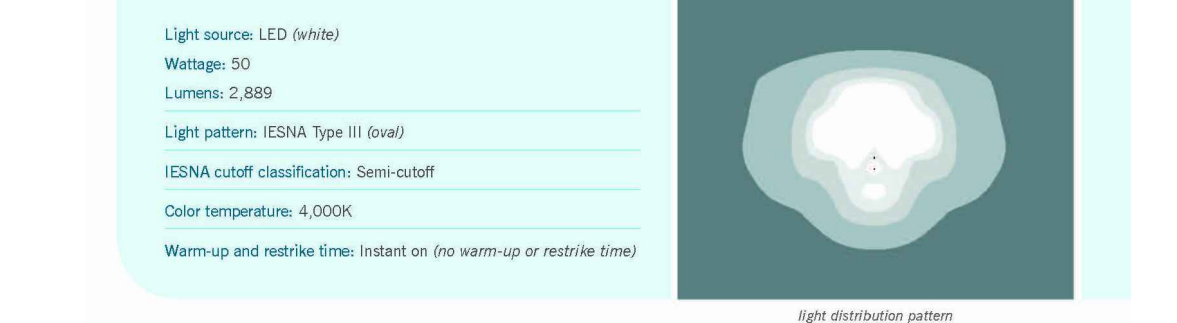 Light source: LED (white)
Wattage: 50
Lumens: 2,889
Light pattern: IESNA Type III (oval)
IESNA cutoff classification: Semi-cutoff
Color temperature: 4,000K
Warm-up and restrike time: Instant on (no warm-up or restrike time)
light distribution pattern